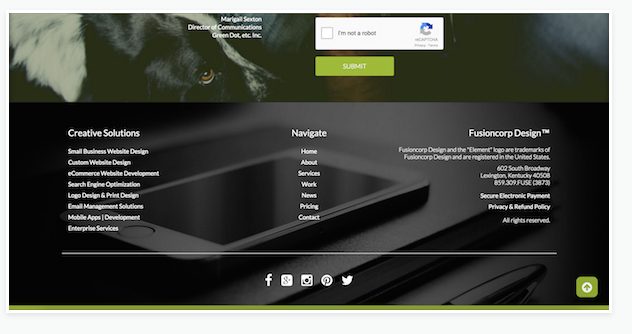 Marigail Sexton
Director of Communications
Green Dot, etc. Inc.
I'm not a robot
reCAPTCHA
Privacy - Terms
SUBMIT
Creative Solutions
Small Business Website Design
Custom Website Design
eCommerce Website Development
Search Engine Optimization
Logo Design & Print Design
Email Management Solutions
Mobile Apps | Development
Enterprise Services
Navigate
Home
About
Services
Work
News
Pricing
Contact
Fusioncorp Design™
Fusioncorp Design and the "Element" logo are trademarks of
Fusioncorp Design and are registered in the United States.
602 South Broadway
Lexington, Kentucky 40508
859.309.FUSE (3873)
Secure Electronic Payment
Privacy & Refund Policy
All rights reserved.